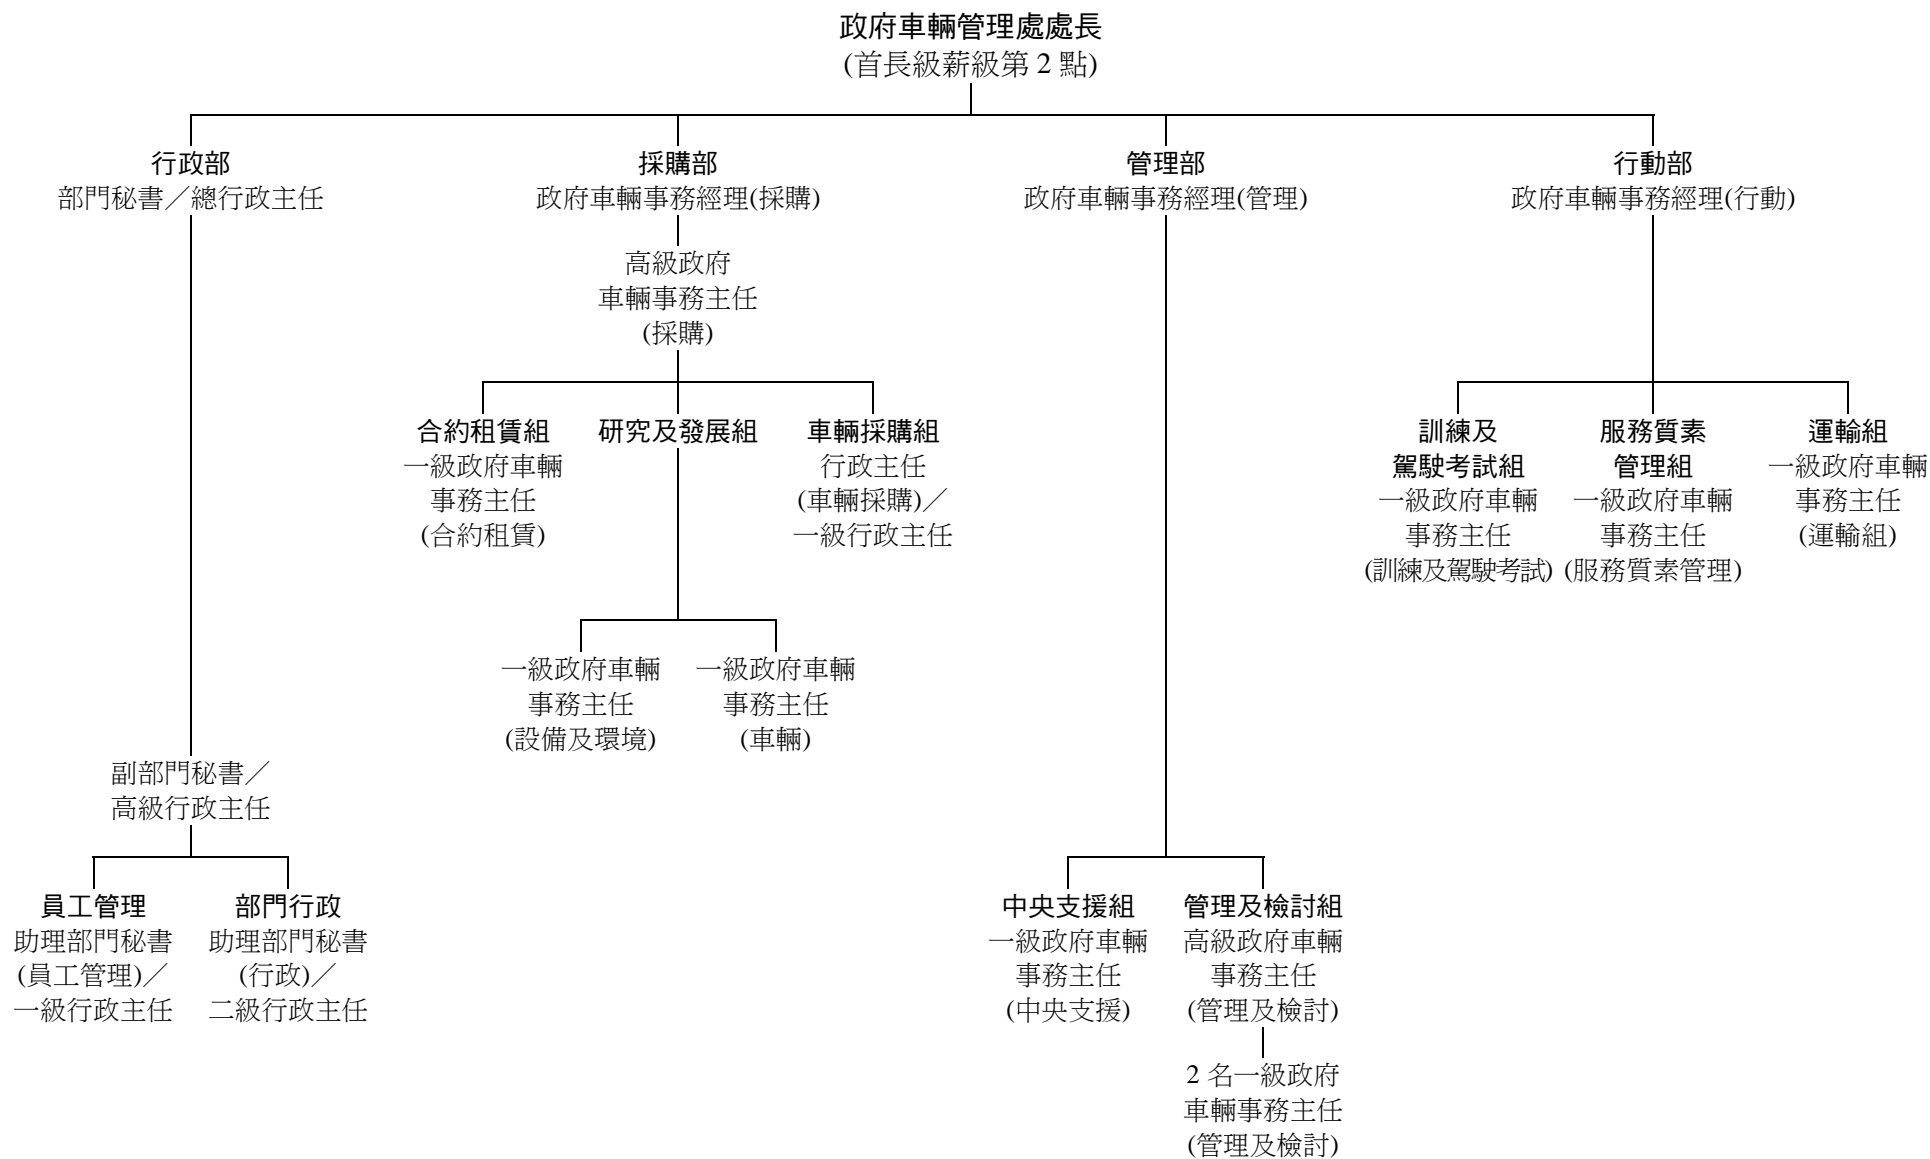 政府車輛管理處處長
(首長級薪級第 2 點)
行政部
部門秘書／總行政主任
採購部
政府車輛事務經理(採購)
管理部
政府車輛事務經理(管理)
行動部
政府車輛事務經理(行動)
高級政府
車輛事務主任
(採購)
合約租賃組
一級政府車輛
事務主任
(合約租賃)
研究及發展組
車輛採購組
行政主任
(車輛採購)／
一級行政主任
訓練及
駕駛考試組
一級政府車輛
事務主任
(訓練及駕駛考試)
服務質素
管理組
一級政府車輛
事務主任
(服務質素管理)
運輸組
一級政府車輛
事務主任
(運輸組)
一級政府車輛
事務主任
(設備及環境)
一級政府車輛
事務主任
(車輛)
副部門秘書／
高級行政主任
員工管理
助理部門秘書
(員工管理)／
一級行政主任
部門行政
助理部門秘書
(行政)／
二級行政主任
中央支援組
一級政府車輛
事務主任
(中央支援)
管理及檢討組
高級政府車輛
事務主任
(管理及檢討)
2 名一級政府
車輛事務主任
(管理及檢討)